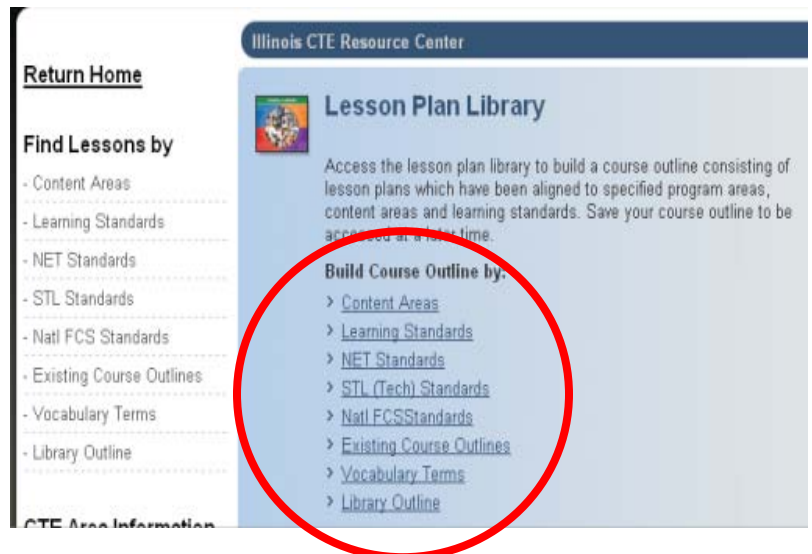 Illinois CTE Resource Center
Return Home
Find Lessons by
- Content Areas
- Learning Standards
- NET Standards
- STL Standards
- Natl FCS Standards
- Existing Course Outlines
- Vocabulary Terms
- Library Outline
CTE Area Information
Lesson Plan Library
Access the lesson plan library to build a course outline consisting of
lesson plans which have been aligned to specified program areas,
content areas and learning standards. Save your course outline to be
accessed at a later time.
Build Course Outline by:
> Content Areas
> Learning Standards
> NET Standards
> STL (Tech) Standards
> Natl FCSStandards
> Existing Course Outlines
> Vocabulary Terms
> Library Outline